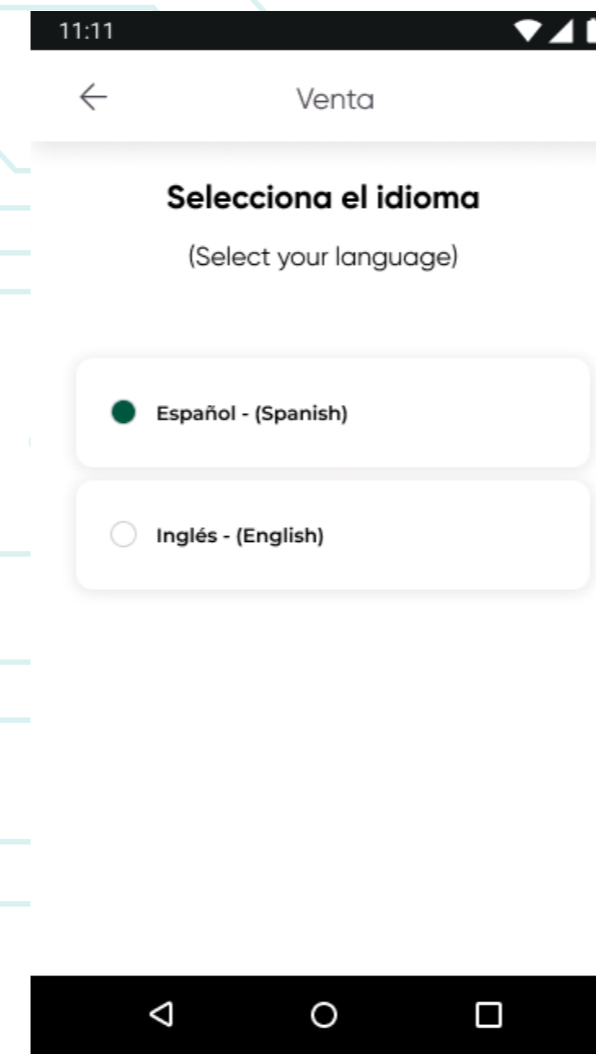 11:11
Venta
Selecciona el idioma
(Select your language)
Español - (Spanish)
Inglés - (English)